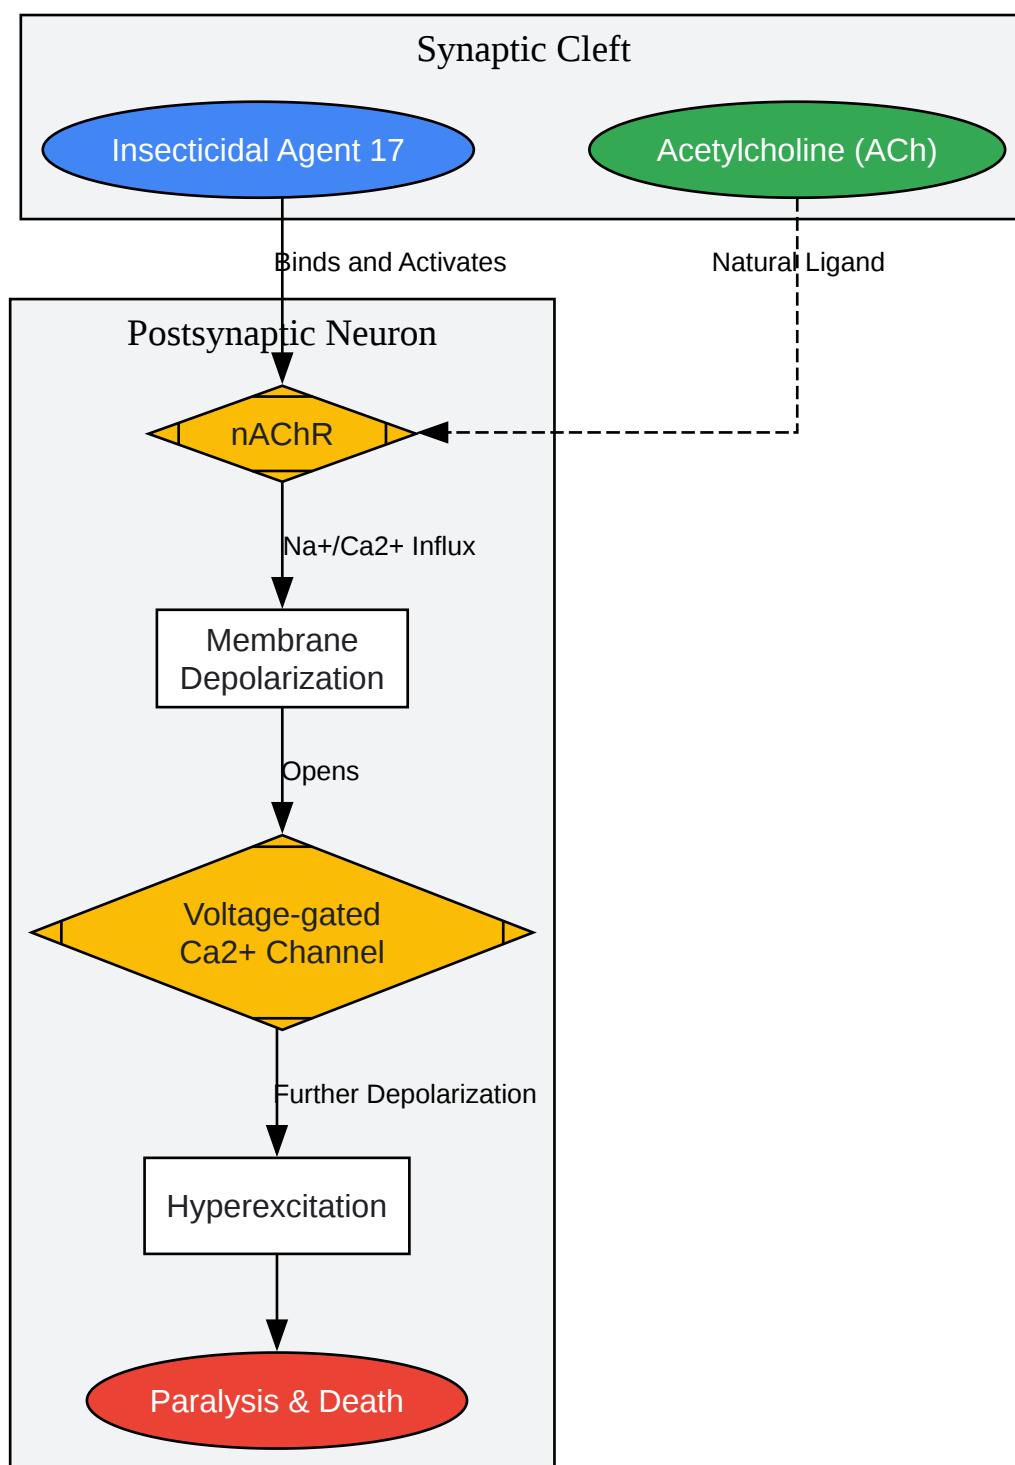 Synaptic Cleft
Insecticidal Agent 17
Acetylcholine (ACh)
Binds and Activates
Natural Ligand
Postsynaptic Neuron
nAChR
Na+/Ca2+ Influx
Membrane
Depolarization
Opens
Voltage-gated
Ca2+ Channel
Further Depolarization
Hyperexcitation
Paralysis & Death